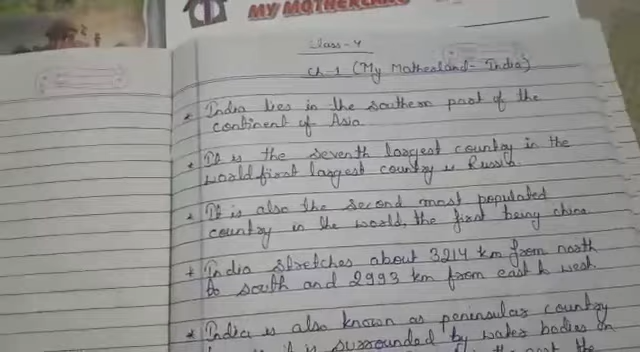 MY MOTHERLAND
Class-4
Ch-1 (My Motherland-India)
* India lies in the southern part of the
continent of Asia.
* It is the seventh largest country in the
world. first largest country is Russia.
* It is also the second most populated
country in the world, the first being china
* India stretches about 3214 km from north
to south and 2993 km from east to west.
* India is also known as peninsular country
it is surrounded by water bodies on
the